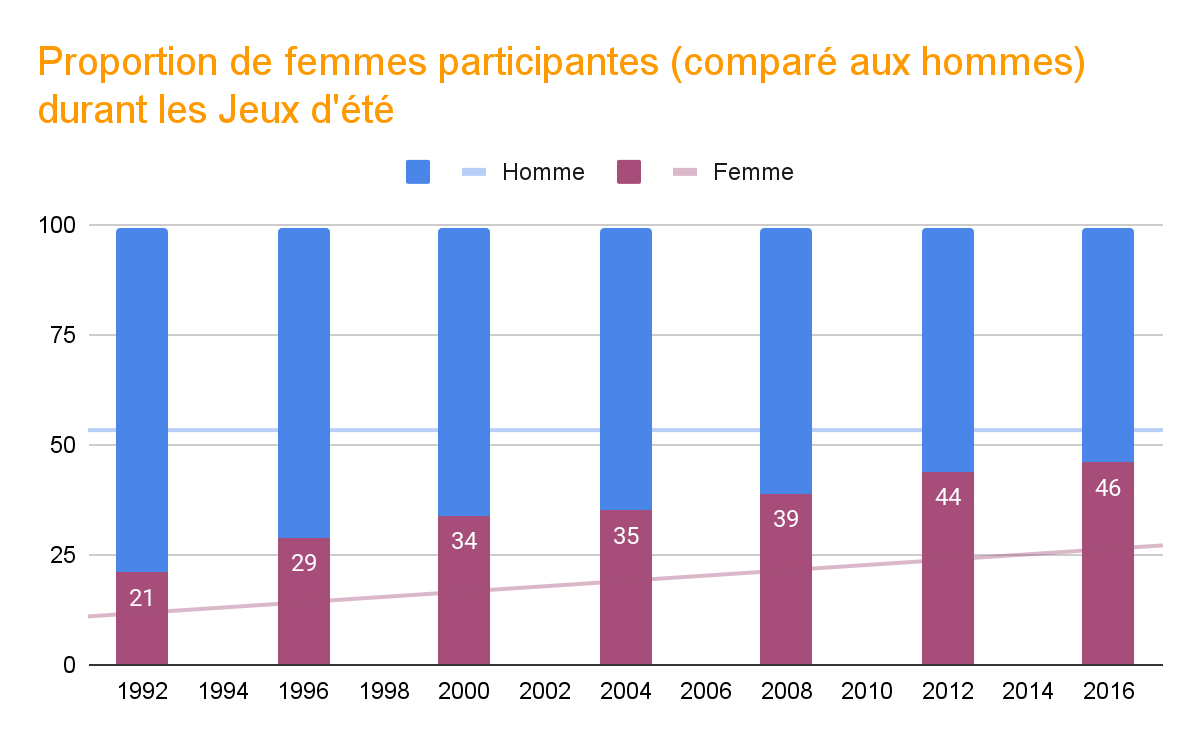 Proportion de femmes participantes (comparé aux hommes)
durant les Jeux d'été
Homme Femme
100
75
50
25
0
21 29 34 35 39 44 46
1992 1994 1996 1998 2000 2002 2004 2006 2008 2010 2012 2014 2016